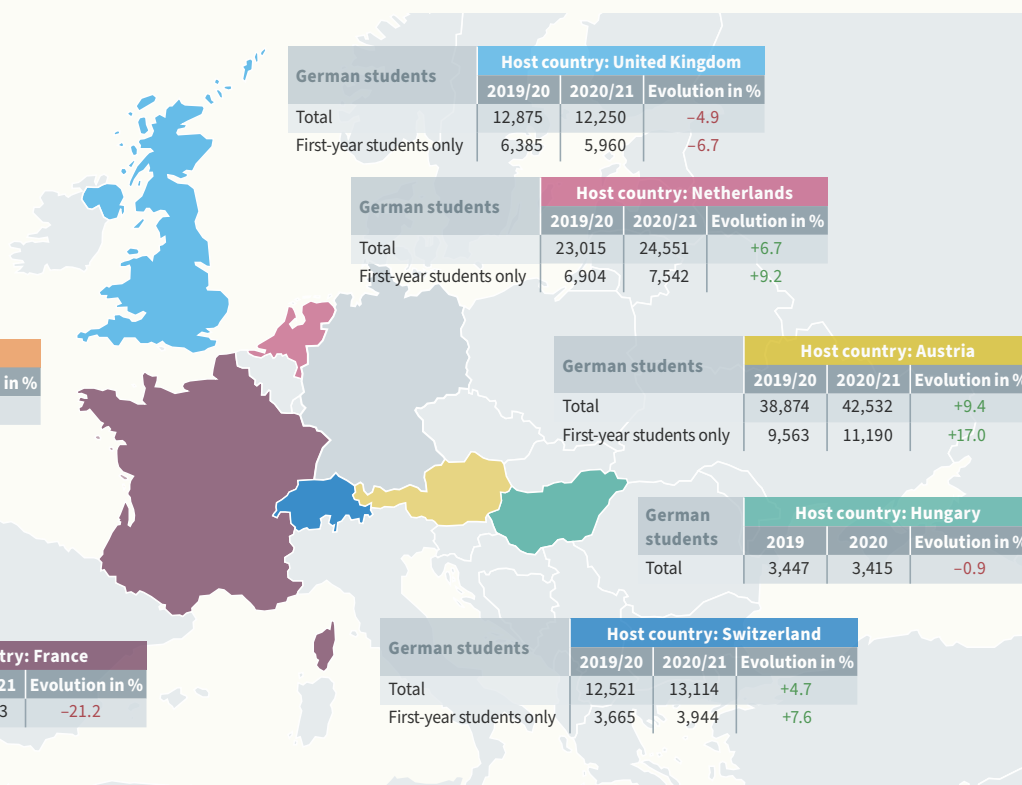 German students
Host country: United Kingdom
2019/20 2020/21 Evolution in %
Total 12,875 12,250 –4.9
First-year students only 6,385 5,960 –6.7
German students
Host country: Netherlands
2019/20 2020/21 Evolution in %
Total 23,015 24,551 +6.7
First-year students only 6,904 7,542 +9.2
in %
German students
Host country: Austria
2019/20 2020/21 Evolution in %
Total 38,874 42,532 +9.4
First-year students only 9,563 11,190 +17.0
German
students
Host country: Hungary
2019 2020 Evolution in %
Total 3,447 3,415 –0.9
German students
Host country: Switzerland
2019/20 2020/21 Evolution in %
Total 12,521 13,114 +4.7
First-year students only 3,665 3,944 +7.6
try: France
21 Evolution in %
3 –21.2